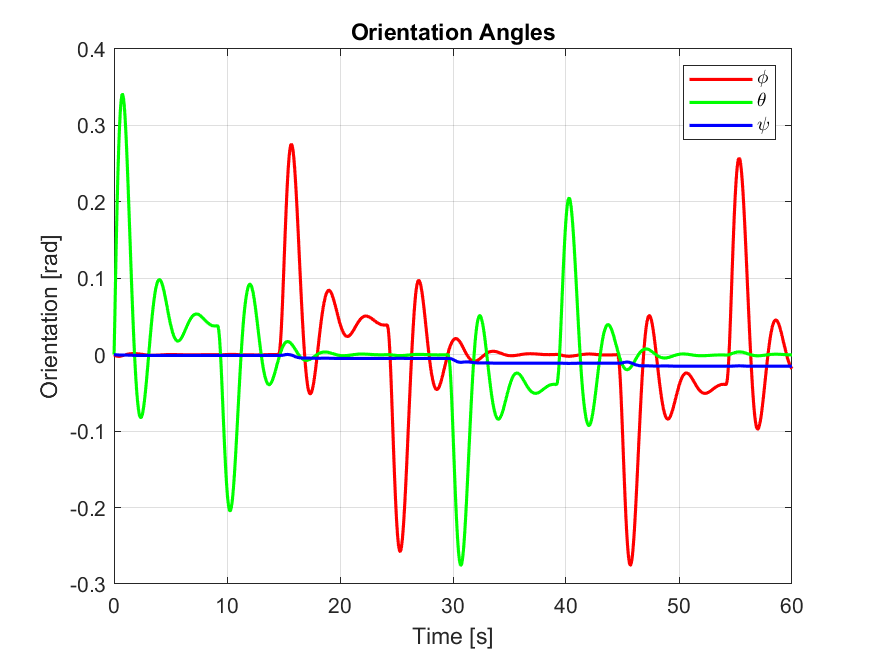 Orientation Angles
0.4
0.3
0.2
0.1
0
-0.1
-0.2
-0.3
Orientation [rad]
0 10 20 30 40 50 60
Time [s]
ϕ
θ
ψ